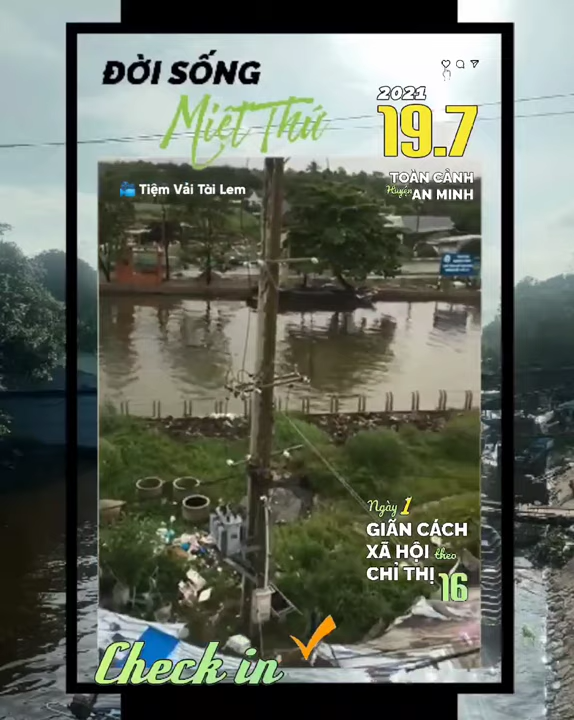 ĐỜI SỐNG
Miệt Thứ
2021
19.7
TOÀN CẢNH
Huyện AN MINH
Tiệm Vải Tài Lem
Ngày 1
GIÃN CÁCH
XÃ HỘI theo
CHỈ THỊ 16
Check in